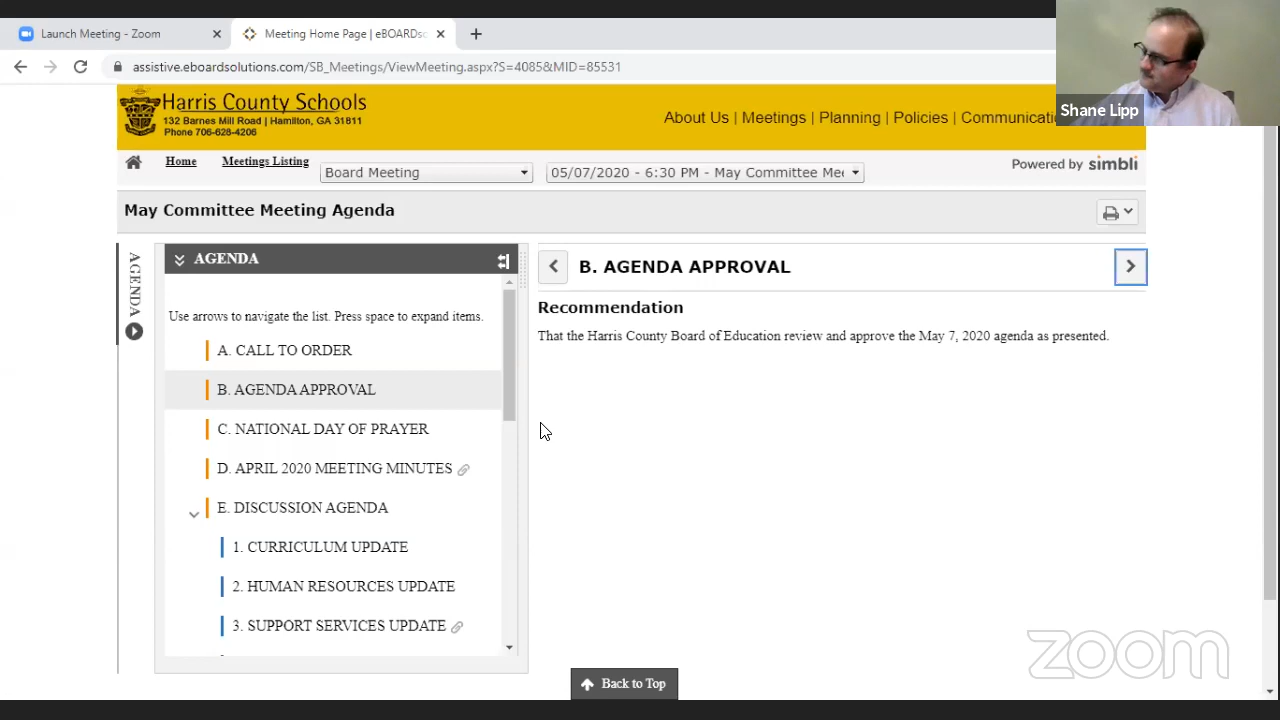 Launch Meeting - Zoom
Meeting Home Page | eBOARDsc
assistive.eboardsolutions.com/SB_Meetings/ViewMeeting.aspx?S=4085&MID=85531
Shane Lipp
Harris County Schools
132 Barnes Mill Road | Hamilton, GA 31811
Phone 706-628-4206
About Us | Meetings | Planning | Policies | Communicati
Home
Meetings Listing
Board Meeting
05/07/2020 - 6:30 PM - May Committee Mee
Powered by simbli
May Committee Meeting Agenda
AGENDA
AGENDA
Use arrows to navigate the list. Press space to expand items.
A. CALL TO ORDER
B. AGENDA APPROVAL
C. NATIONAL DAY OF PRAYER
D. APRIL 2020 MEETING MINUTES
E. DISCUSSION AGENDA
1. CURRICULUM UPDATE
2. HUMAN RESOURCES UPDATE
3. SUPPORT SERVICES UPDATE
B. AGENDA APPROVAL
Recommendation
That the Harris County Board of Education review and approve the May 7, 2020 agenda as presented.
Back to Top
zoom